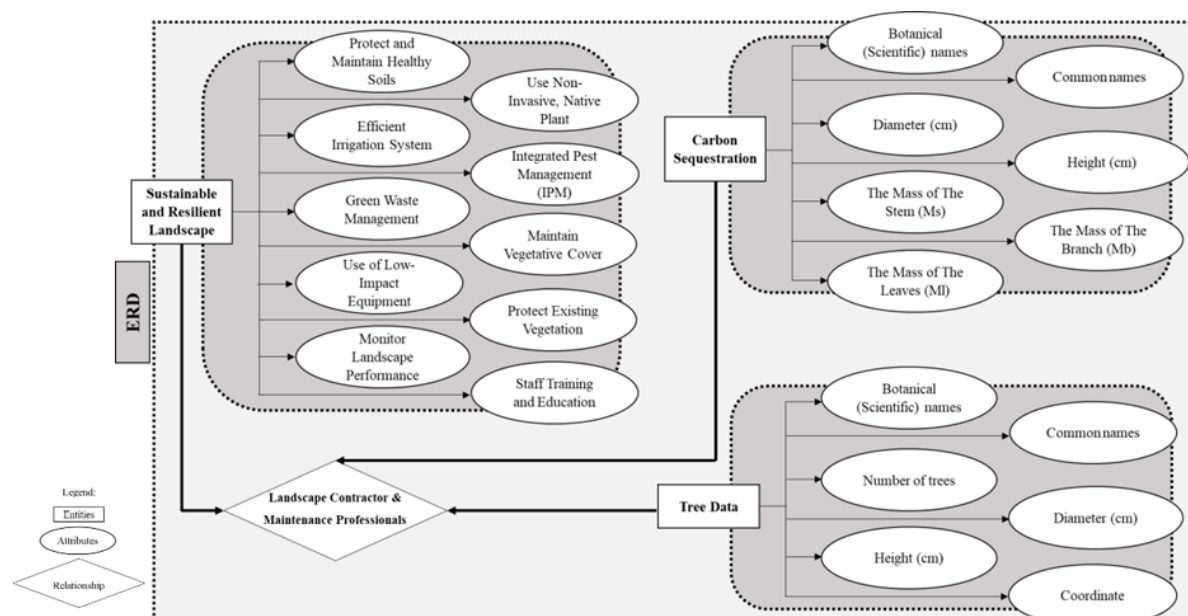 Protect and
Maintain Healthy
Soils
Use Non-
Invasive, Native
Plant
Efficient
Irrigation System
Integrated Pest
Management
(IPM)
Sustainable
and Resilient
Landscape
Green Waste
Management
Maintain
Vegetative Cover
Use of Low-
Impact
Equipment
Protect Existing
Vegetation
Monitor
Landscape
Performance
Staff Training
and Education
ERD
Carbon
Sequestration
Botanical
(Scientific) names
Common names
Diameter (cm)
Height (cm)
The Mass of The
Stem (Ms)
The Mass of The
Branch (Mb)
The Mass of The
Leaves (Ml)
Landscape Contractor &
Maintenance Professionals
Tree Data
Botanical
(Scientific) names
Common names
Number of trees
Diameter (cm)
Height (cm)
Coordinate
Legend:
Entities
Attributes
Relationship